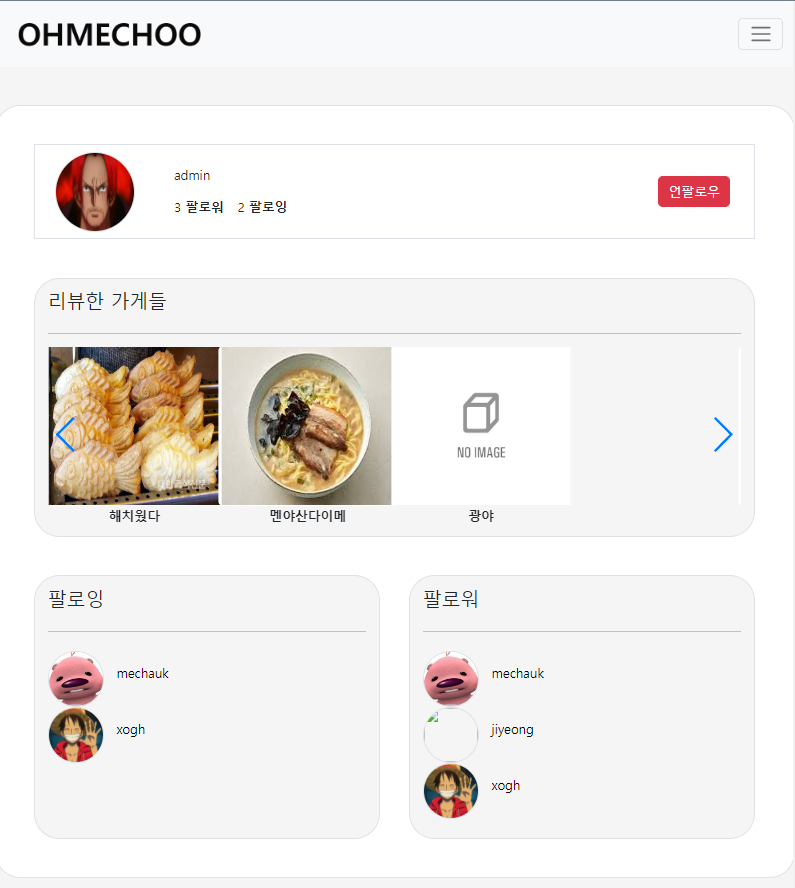 OHMECHOO
admin
3 팔로워 2 팔로잉
언팔로우
리뷰한 가게들
NO IMAGE
해치웠다
멘야산다이메
광야
팔로잉
mechauk
xogh
팔로워
mechauk
jiyeong
xogh